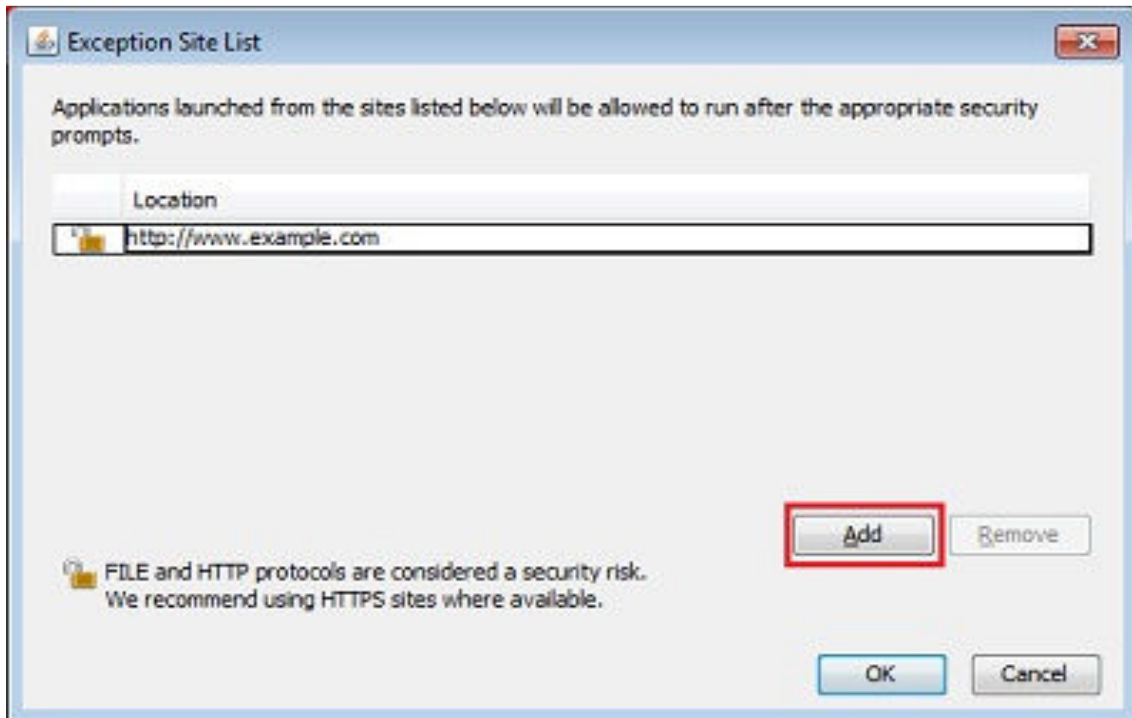 Exception Site List
Applications launched from the sites listed below will be allowed to run after the appropriate security
prompts.
Location
http://www.example.com
Add
Remove
FILE and HTTP protocols are considered a security risk.
We recommend using HTTPS sites where available.
OK
Cancel